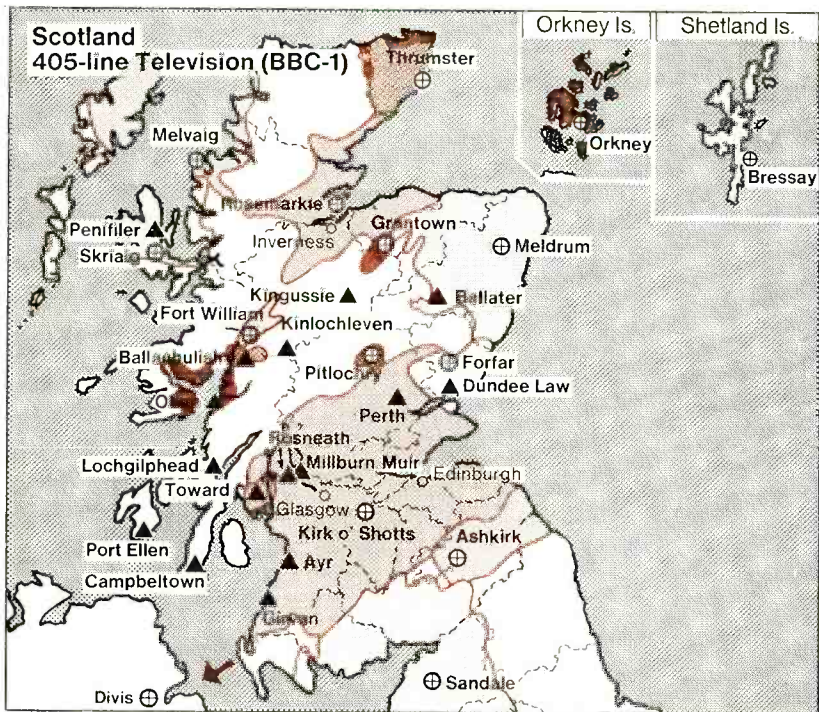 Scotland
405-line Television (BBC-1)
Orkney Is.
Shetland Is.
Thrumster
Melvaig
Orkney
Bressay
Rosemarkie
Penifiler
Grantown
Inverness
Skriaig
Meldrum
Kingussie
Ballater
Fort William
Kinlochleven
Ballachulish
Forfar
Pitlochry
Dundee Law
Perth
Rosneath
Lochgilphead
Millburn Muir
Edinburgh
Toward
Glasgow
Kirk o' Shotts
Ashkirk
Port Ellen
Ayr
Campbeltown
Girvan
Sandale
Divis